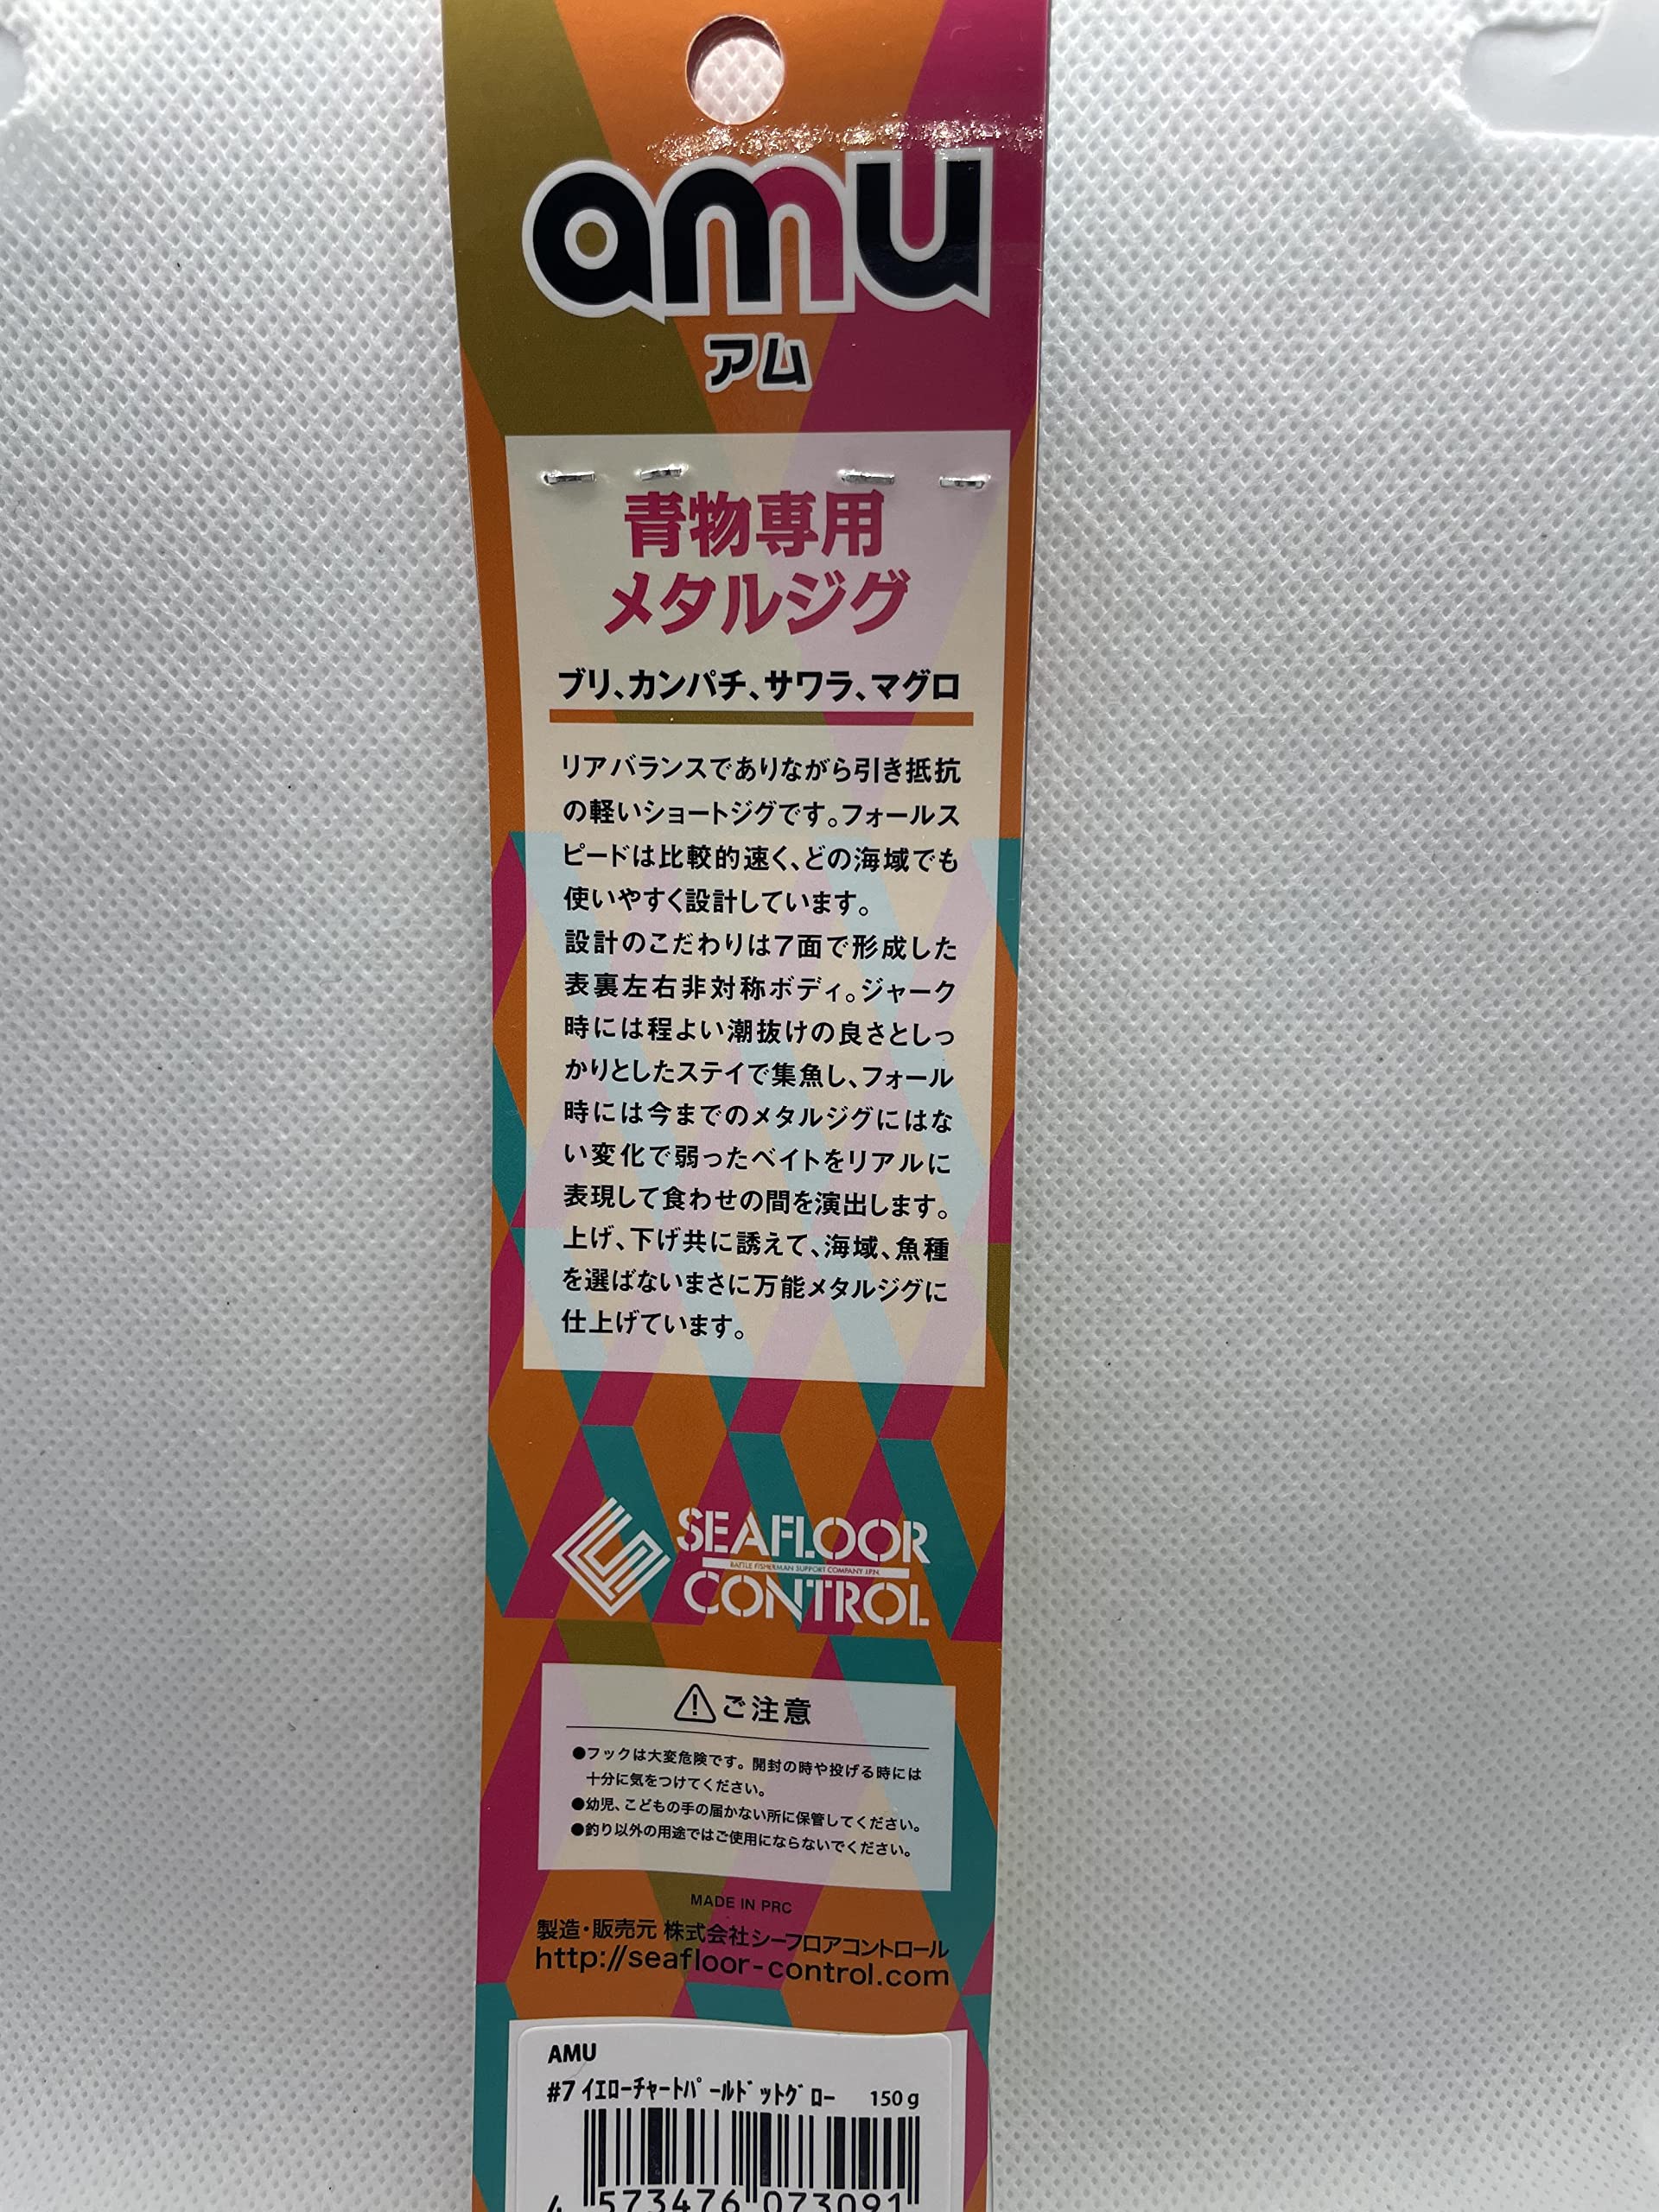 amu
アム
青物専用
メタルジグ
ブリ、カンパチ、サワラ、マグロ
リアバランスでありながら引き抵抗
の軽いショートジグです。フォールス
ピードは比較的速く、どの海域でも
使いやすく設計しています。
設計のこだわりは7面で形成した
表裏左右非対称ボディ。ジャーク
時には程よい潮抜けの良さとしっ
かりとしたステイで集魚し、フォール
時には今までのメタルジグにはな
い変化で弱ったベイトをリアルに
表現して食わせの間を演出します。
上げ、下げ共に誘えて、海域、魚種
を選ばないまさに万能メタルジグに
仕上げています。
SEAFLOOR
BATTLE FISHERMAN SUPPORT COMPANY JPN.
CONTROL
ご注意
●フックは大変危険です。開封の時や投げる時には
十分に気をつけてください。
●幼児、こどもの手の届かない所に保管してください。
●釣り以外の用途ではご使用にならないでください。
MADE IN PRC
製造・販売元 株式会社シーフロアコントロール
http://seafloor-control.com
AMU
#7 ｲｴﾛｰﾁｬｰﾄﾊﾟｰﾙﾄﾞｯﾄｸﾞﾛｰ 150 g
4 573476 073091